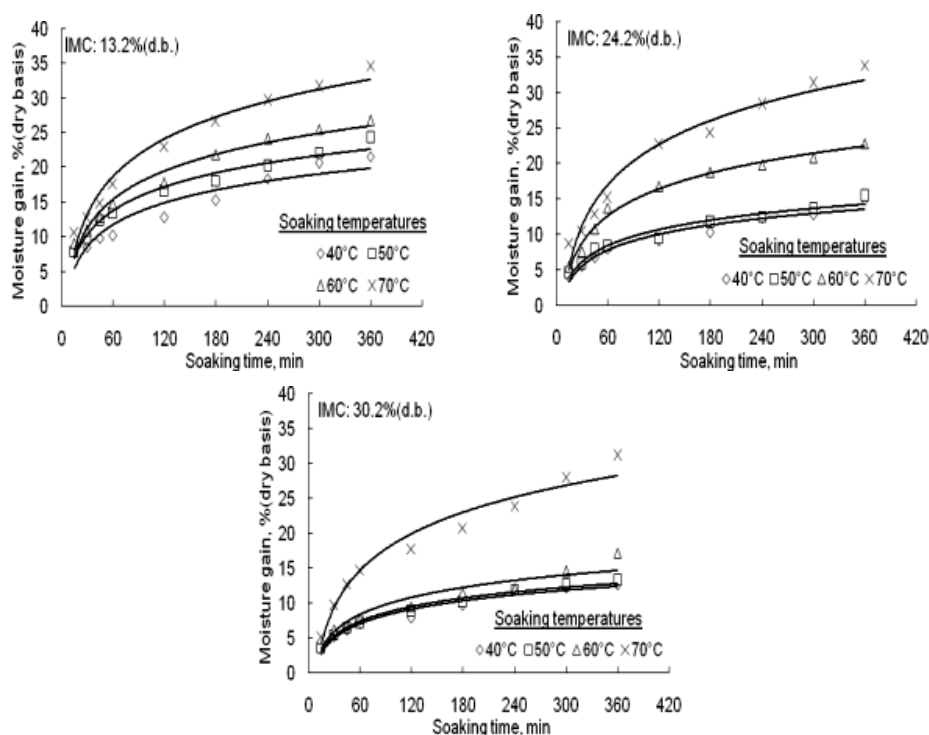 Moisture gain, %(dry basis)
40
35
30
25
20
15
10
5
0
IMC: 13.2%(d.b.)
Soaking temperatures
◇40°C □50°C
△60°C ×70°C
0 60 120 180 240 300 360 420
Soaking time, min
Moisture gain, %(dry basis)
40
35
30
25
20
15
10
5
0
IMC: 24.2%(d.b.)
Soaking temperatures
◇40°C □50°C △60°C ×70°C
0 60 120 180 240 300 360 420
Soaking time, min
Moisture gain, %(dry basis)
40
35
30
25
20
15
10
5
0
IMC: 30.2%(d.b.)
Soaking temperatures
◇40°C □50°C △60°C ×70°C
0 60 120 180 240 300 360 420
Soaking time, min